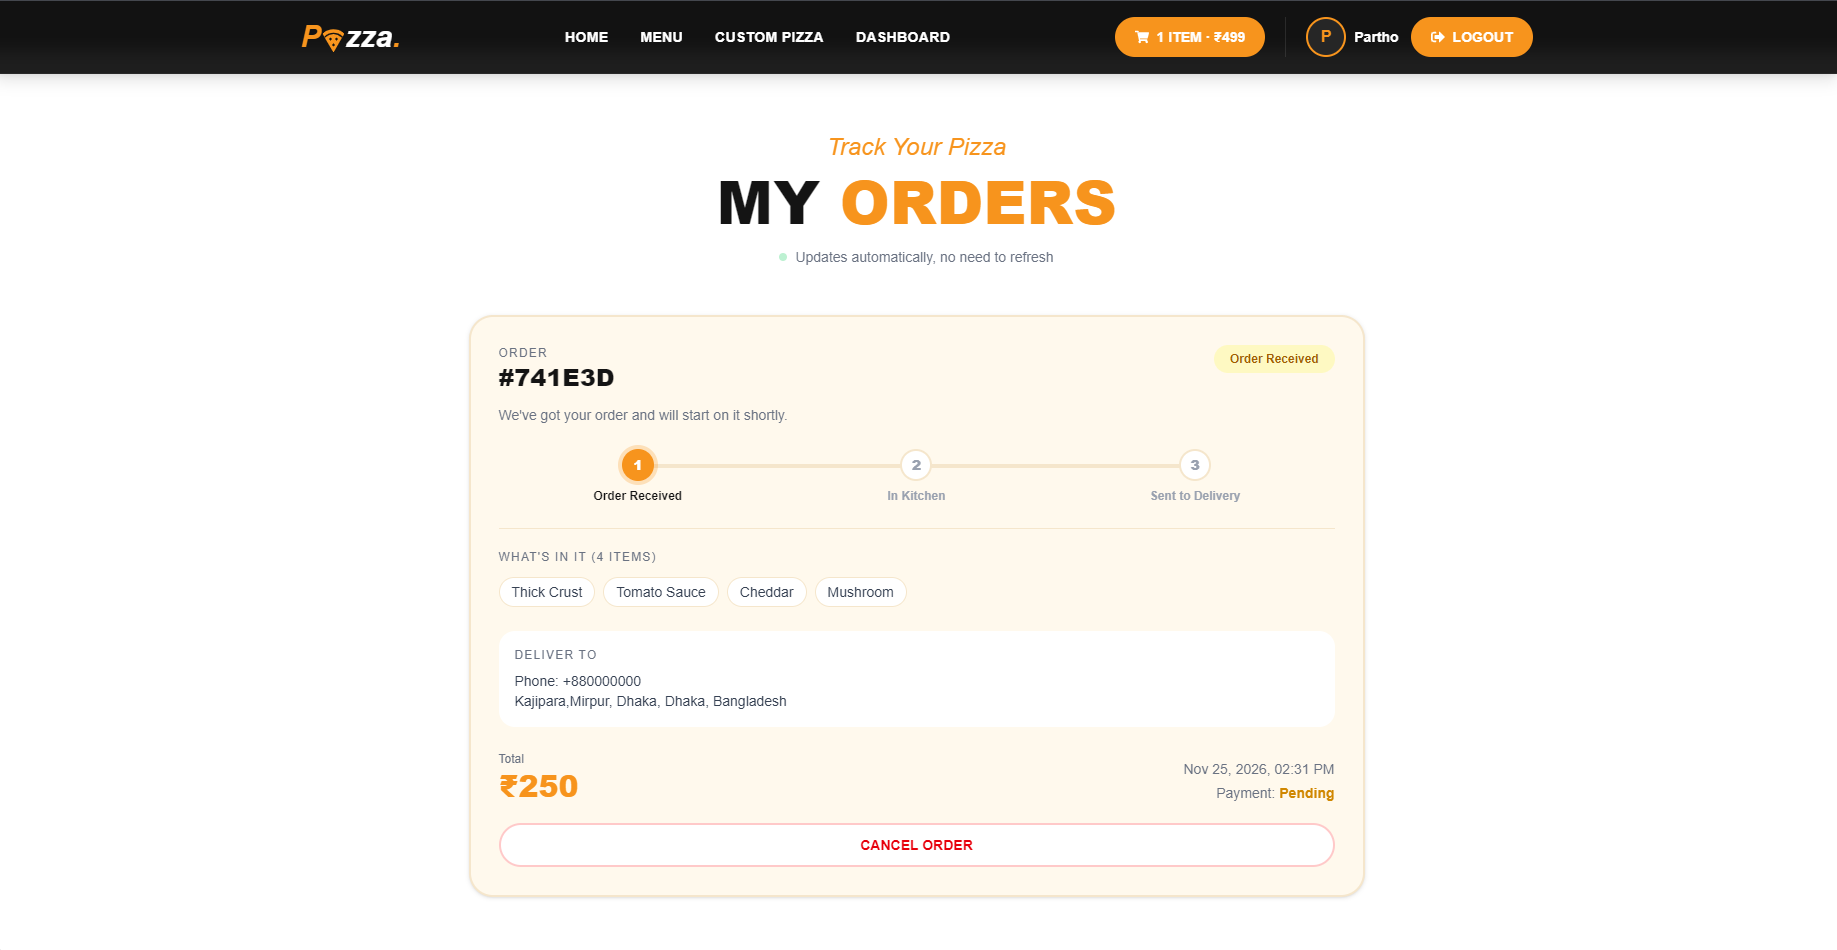 Pizza.
HOME
MENU
CUSTOM PIZZA
DASHBOARD
1 ITEM · ₹499
P
Partho
LOGOUT
Track Your Pizza
MY ORDERS
Updates automatically, no need to refresh
ORDER
#741E3D
Order Received
We've got your order and will start on it shortly.
1
2
3
Order Received
In Kitchen
Sent to Delivery
WHAT'S IN IT (4 ITEMS)
Thick Crust
Tomato Sauce
Cheddar
Mushroom
DELIVER TO
Phone: +880000000
Kajipara,Mirpur, Dhaka, Dhaka, Bangladesh
Total
₹250
Nov 25, 2026, 02:31 PM
Payment: Pending
CANCEL ORDER